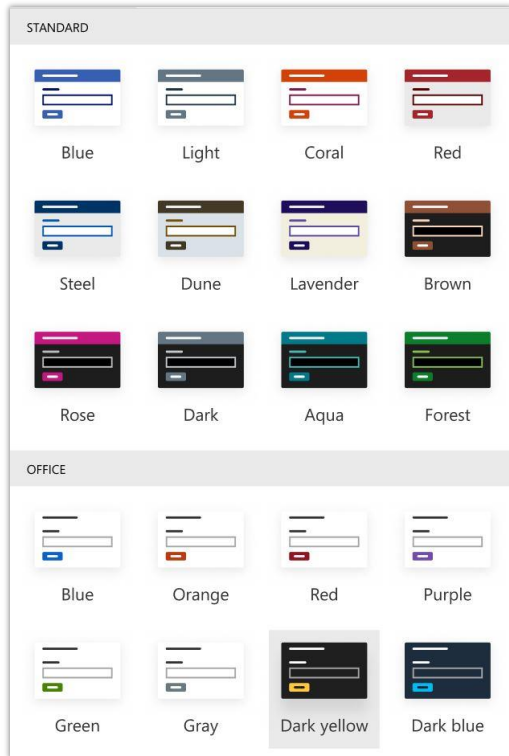 STANDARD
Blue Light Coral Red
Steel Dune Lavender Brown
Rose Dark Aqua Forest
OFFICE
Blue Orange Red Purple
Green Gray Dark yellow Dark blue